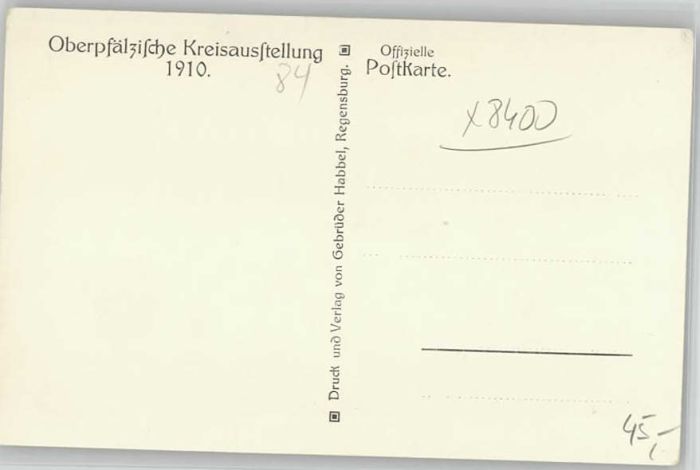 Oberpfälziſche Kreisausſtellung
1910.
84
Druck und Verlag von Gebrüder Habbel, Regensburg.
Offizielle
Poſtkarte.
x8400
45,-